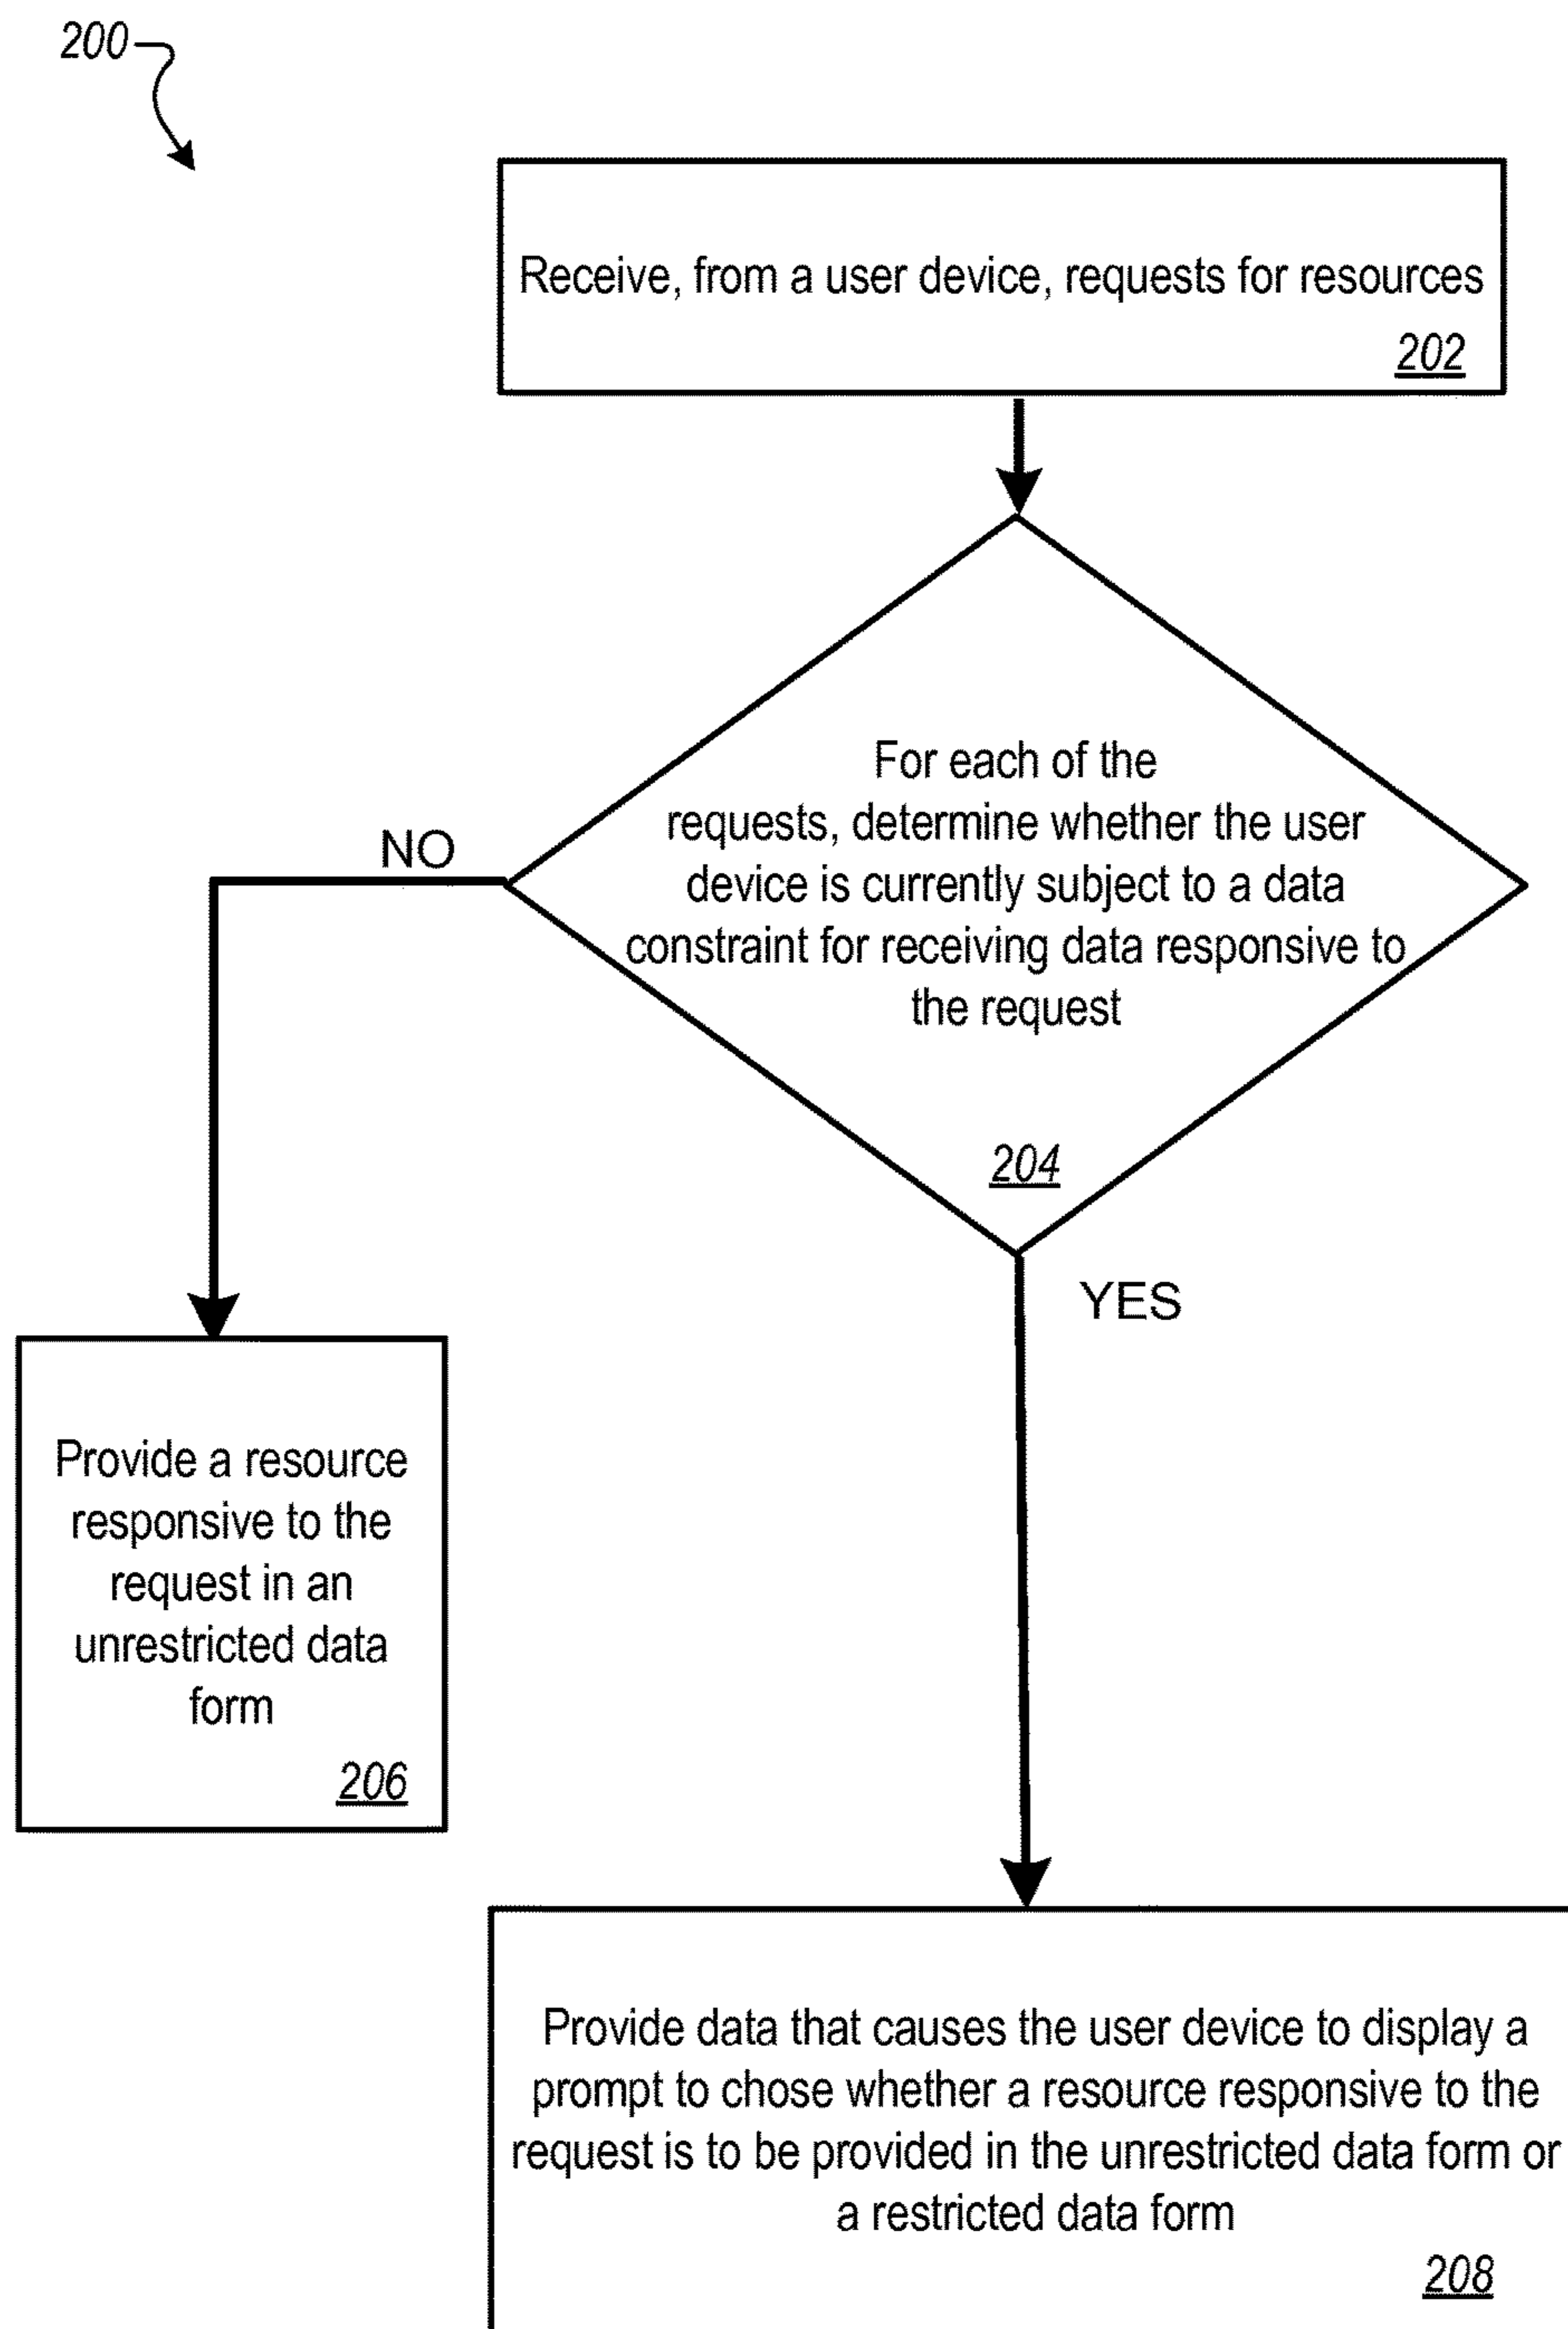 200
Receive, from a user device, requests for resources
202
For each of the
requests, determine whether the user
device is currently subject to a data
constraint for receiving data responsive to
the request
204
NO
YES
Provide a resource
responsive to the
request in an
unrestricted data
form
206
Provide data that causes the user device to display a
prompt to chose whether a resource responsive to the
request is to be provided in the unrestricted data form or
a restricted data form
208